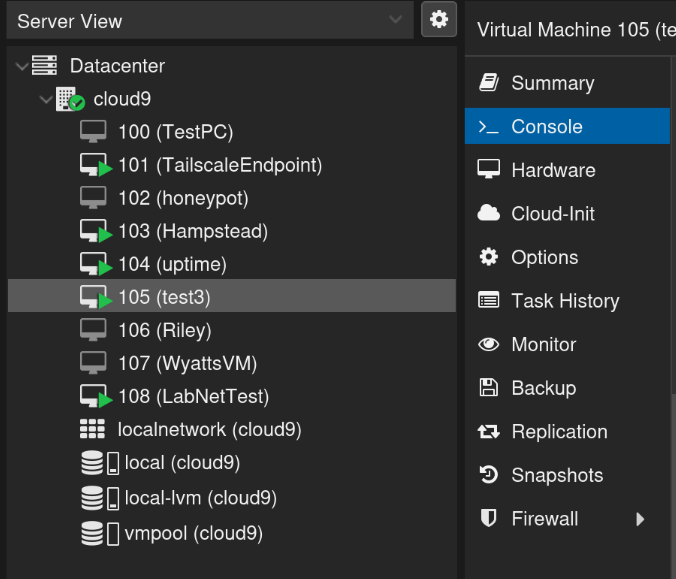 Server View
Datacenter
cloud9
100 (TestPC)
101 (TailscaleEndpoint)
102 (honeypot)
103 (Hampstead)
104 (uptime)
105 (test3)
106 (Riley)
107 (WyattsVM)
108 (LabNetTest)
localnetwork (cloud9)
local (cloud9)
local-lvm (cloud9)
vmpool (cloud9)
Virtual Machine 105 (te
Summary
Console
Hardware
Cloud-Init
Options
Task History
Monitor
Backup
Replication
Snapshots
Firewall